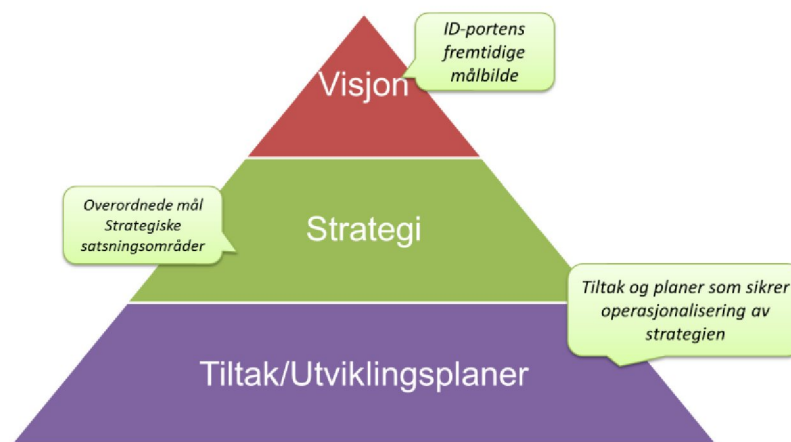 ID-portens
fremtidige
målbilde
Visjon
Overordnede mål
Strategiske
satsningsområder
Strategi
Tiltak og planer som sikrer
operasjonalisering av
strategien
Tiltak/Utviklingsplaner